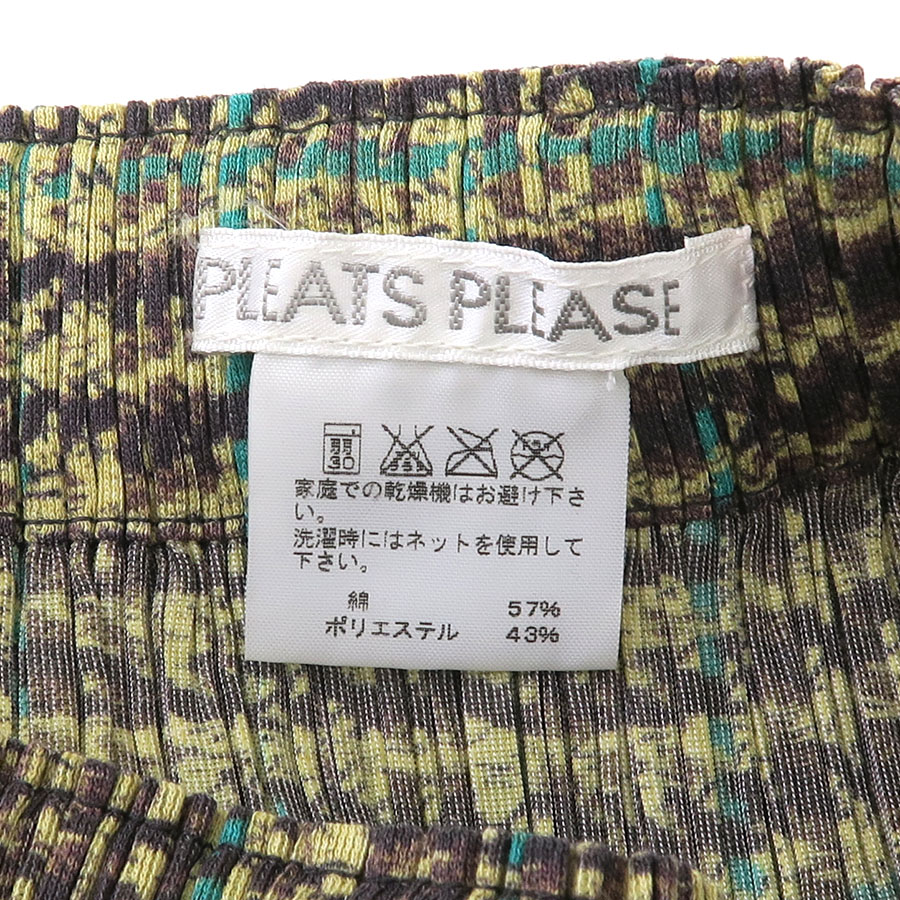 PLEATS PLEASE
弱
30
家庭での乾燥機はお避け下さ
い。
洗濯時にはネットを使用して
下さい。
綿 57%
ポリエステル 43%